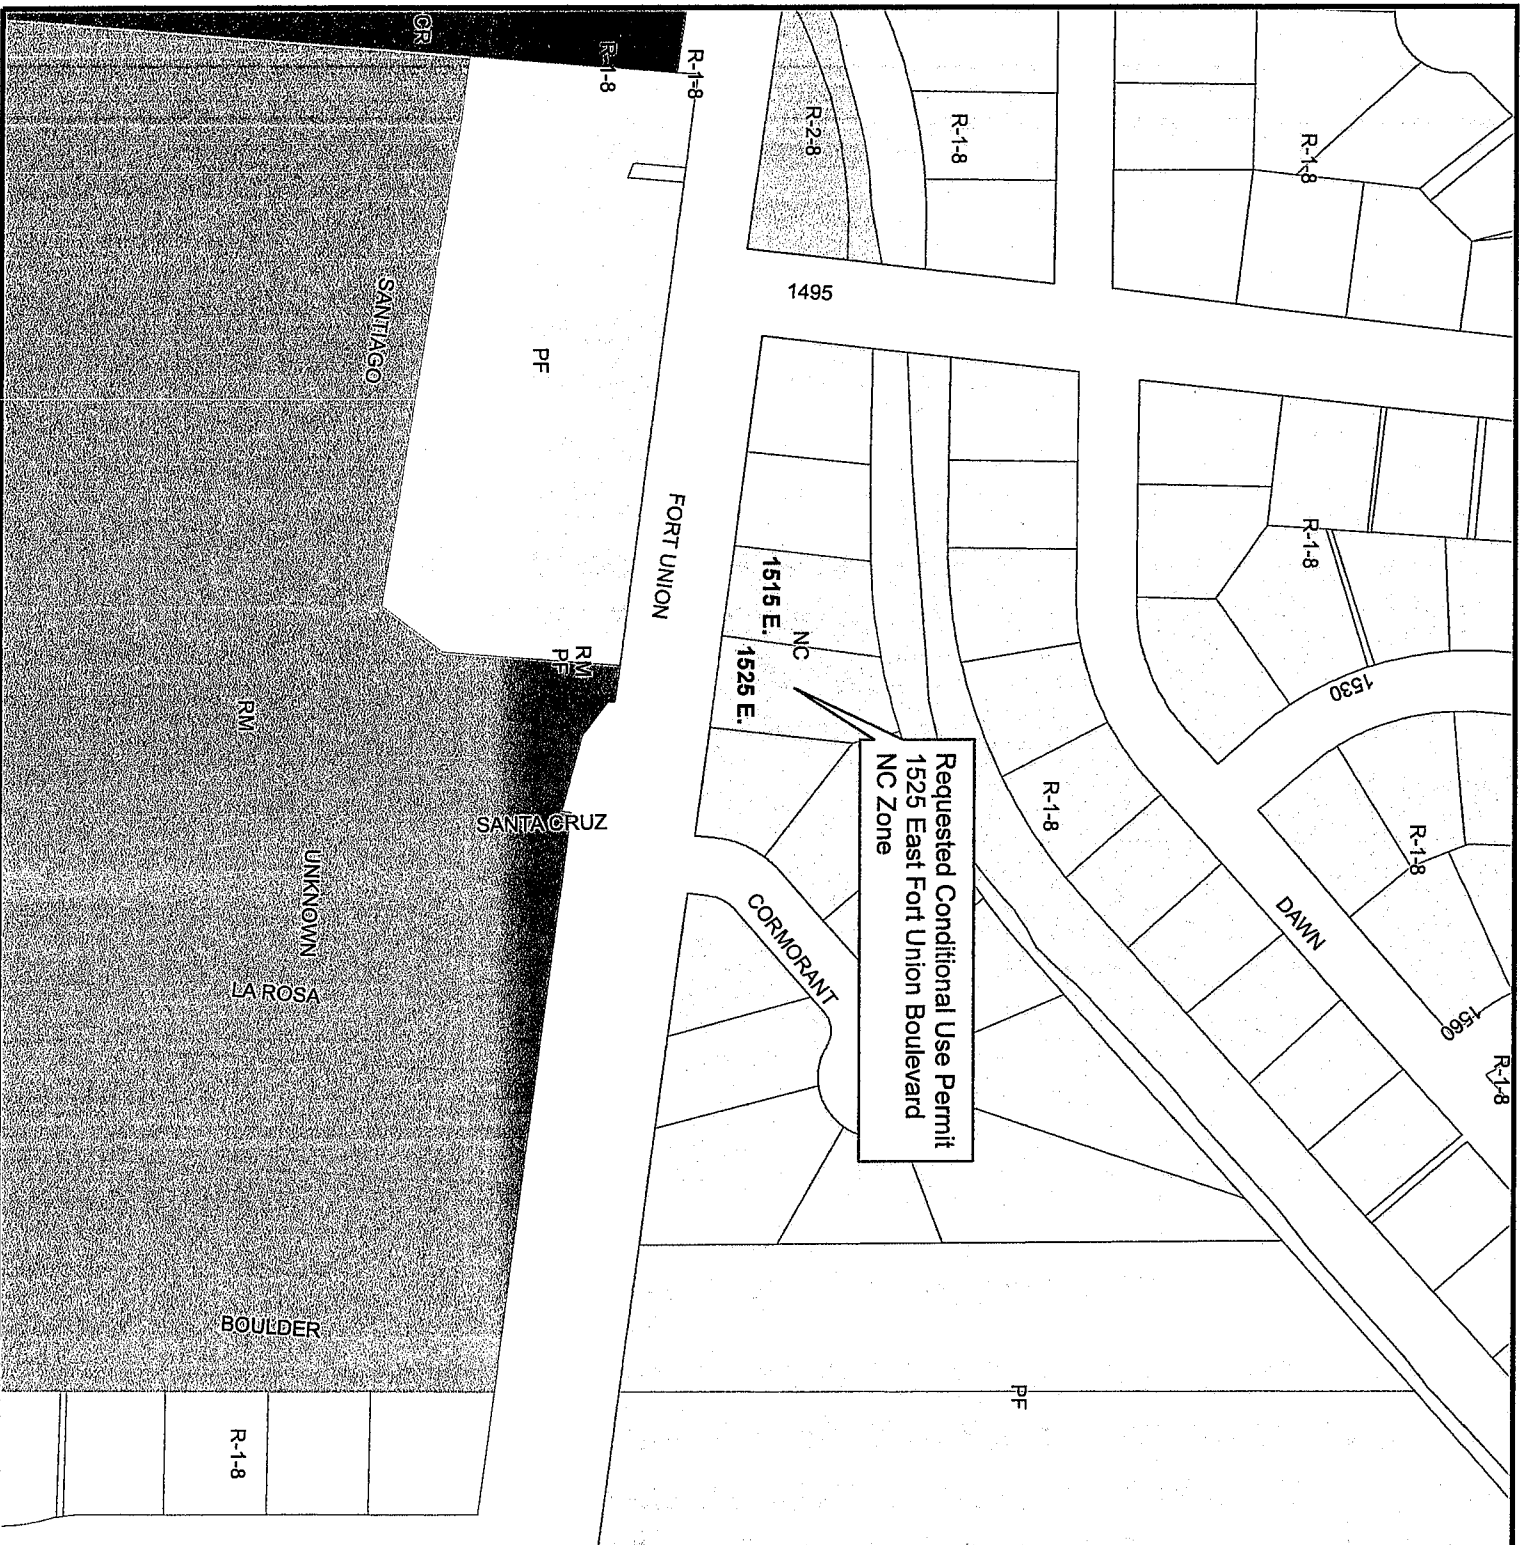 CR
R-1-8
R-1-8
R-2-8
R-1-8
R-1-8
1495
SANTIAGO
PF
FORT UNION
1515 E.
NC
1525 E.
R-1-8
1530
RM
PF
RM
Requested Conditional Use Permit
1525 East Fort Union Boulevard
NC Zone
R-1-8
R-1-8
SANTA CRUZ
UNKNOWN
LA ROSA
CORMORANT
DAWN
1560
R-1-8
BOULDER
PF
R-1-8